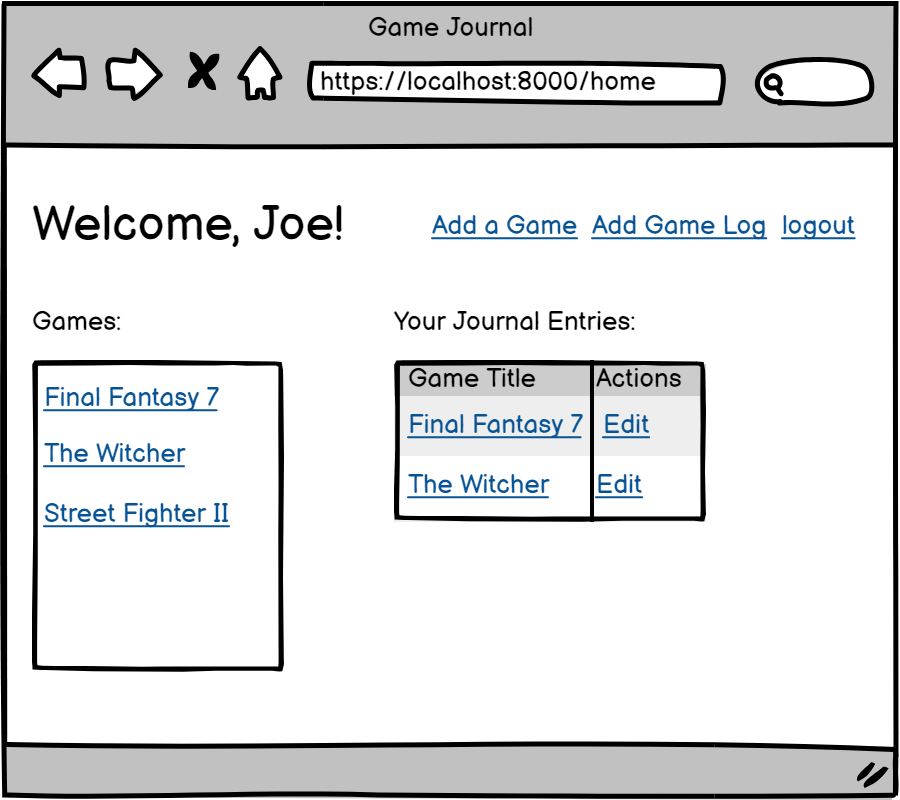 Game Journal
https://localhost:8000/home
Welcome, Joe!
Add a Game Add Game Log logout
Games:
Final Fantasy 7
The Witcher
Street Fighter II
Your Journal Entries:
Game Title Actions
Final Fantasy 7 Edit
The Witcher Edit